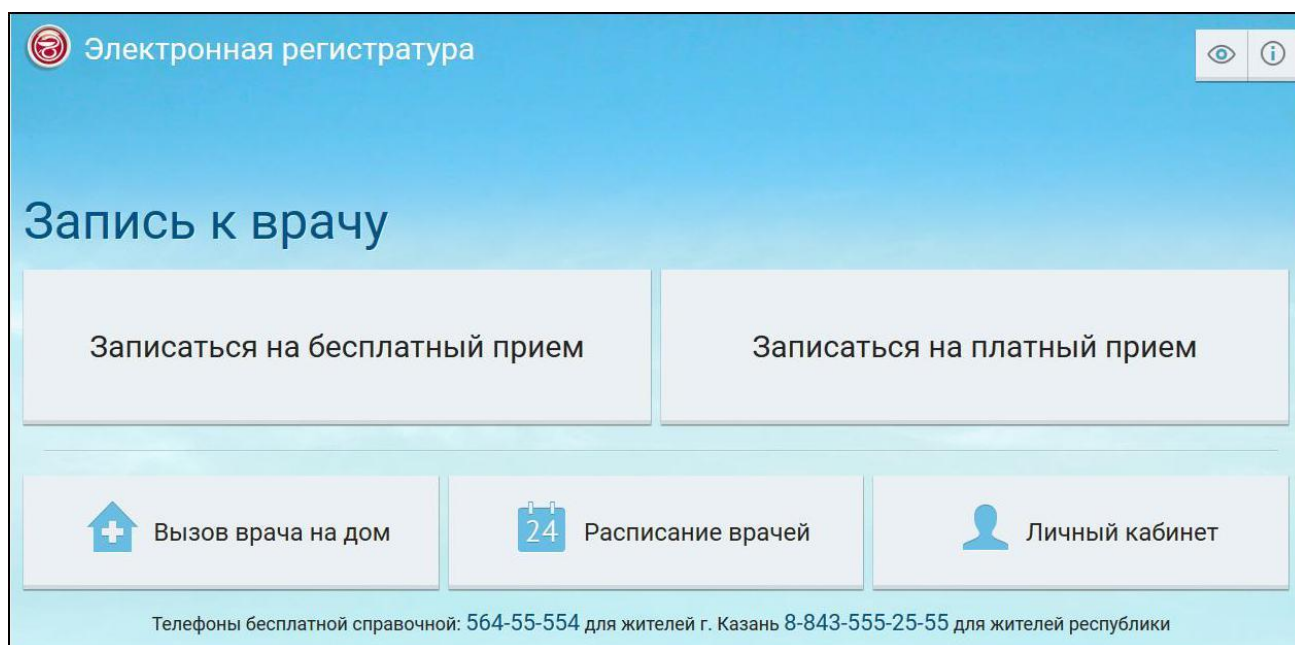 Электронная регистратура
Запись к врачу
Записаться на бесплатный прием
Записаться на платный прием
Вызов врача на дом
24
Расписание врачей
Личный кабинет
Телефоны бесплатной справочной: 564-55-554 для жителей г. Казань 8-843-555-25-55 для жителей республики